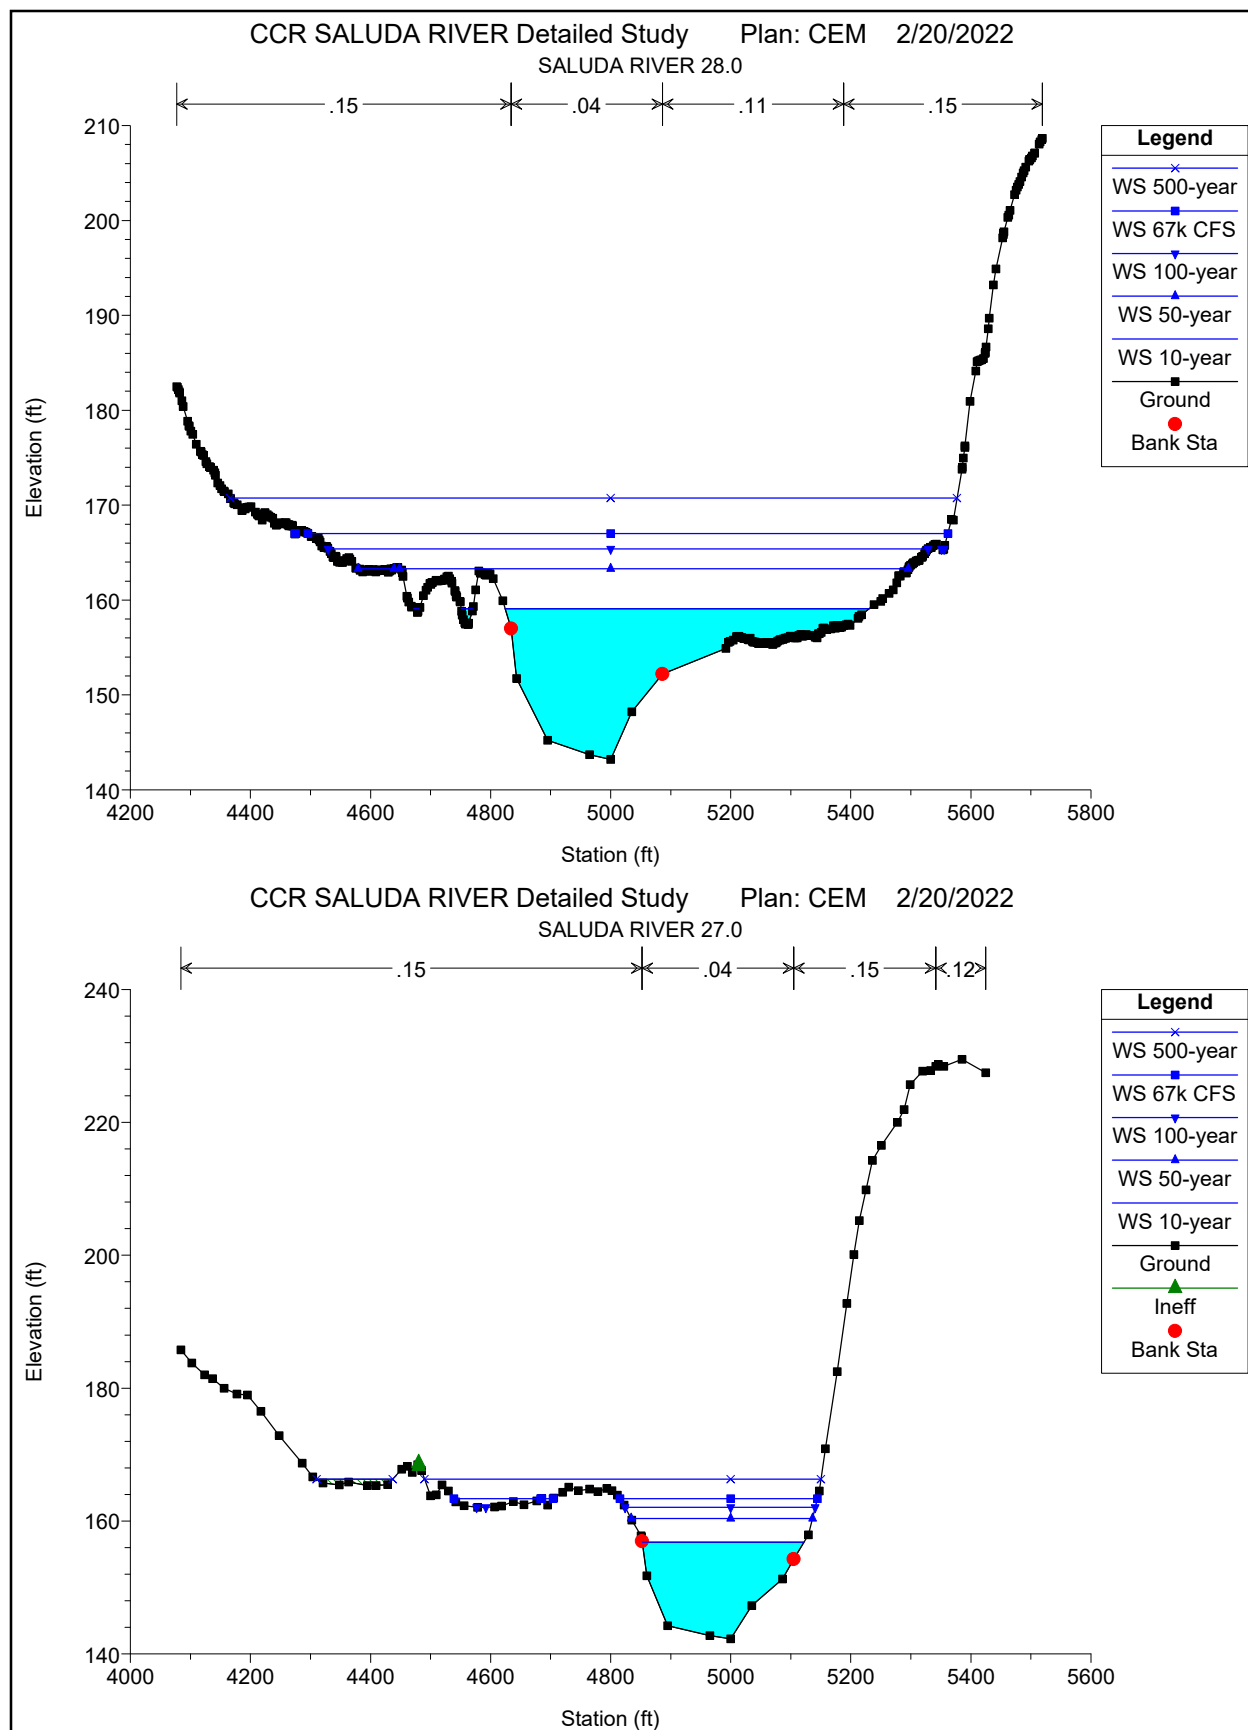 CCR SALUDA RIVER Detailed Study Plan: CEM 2/20/2022
SALUDA RIVER 28.0
.15 .04 .11 .15
210
200
190
180
170
160
150
140
Elevation (ft)
4200 4400 4600 4800 5000 5200 5400 5600 5800
Station (ft)
Legend
WS 500-year
WS 67k CFS
WS 100-year
WS 50-year
WS 10-year
Ground
Bank Sta
CCR SALUDA RIVER Detailed Study Plan: CEM 2/20/2022
SALUDA RIVER 27.0
.15 .04 .15 .12
240
220
200
180
160
140
Elevation (ft)
4000 4200 4400 4600 4800 5000 5200 5400 5600
Station (ft)
Legend
WS 500-year
WS 67k CFS
WS 100-year
WS 50-year
WS 10-year
Ground
Ineff
Bank Sta